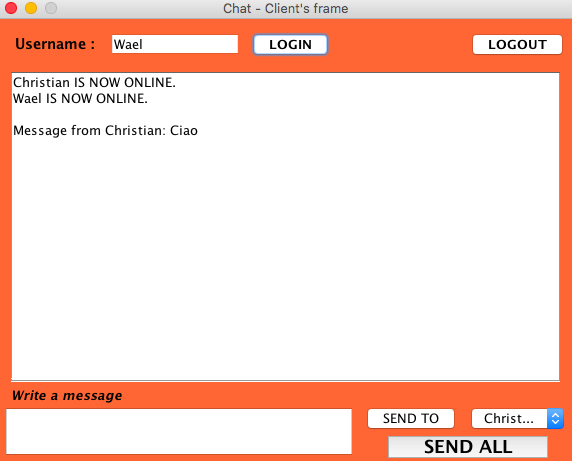 Chat - Client's frame
Username : Wael LOGIN LOGOUT
Christian IS NOW ONLINE.
Wael IS NOW ONLINE.
Message from Christian: Ciao
Write a message
SEND TO Christ...
SEND ALL